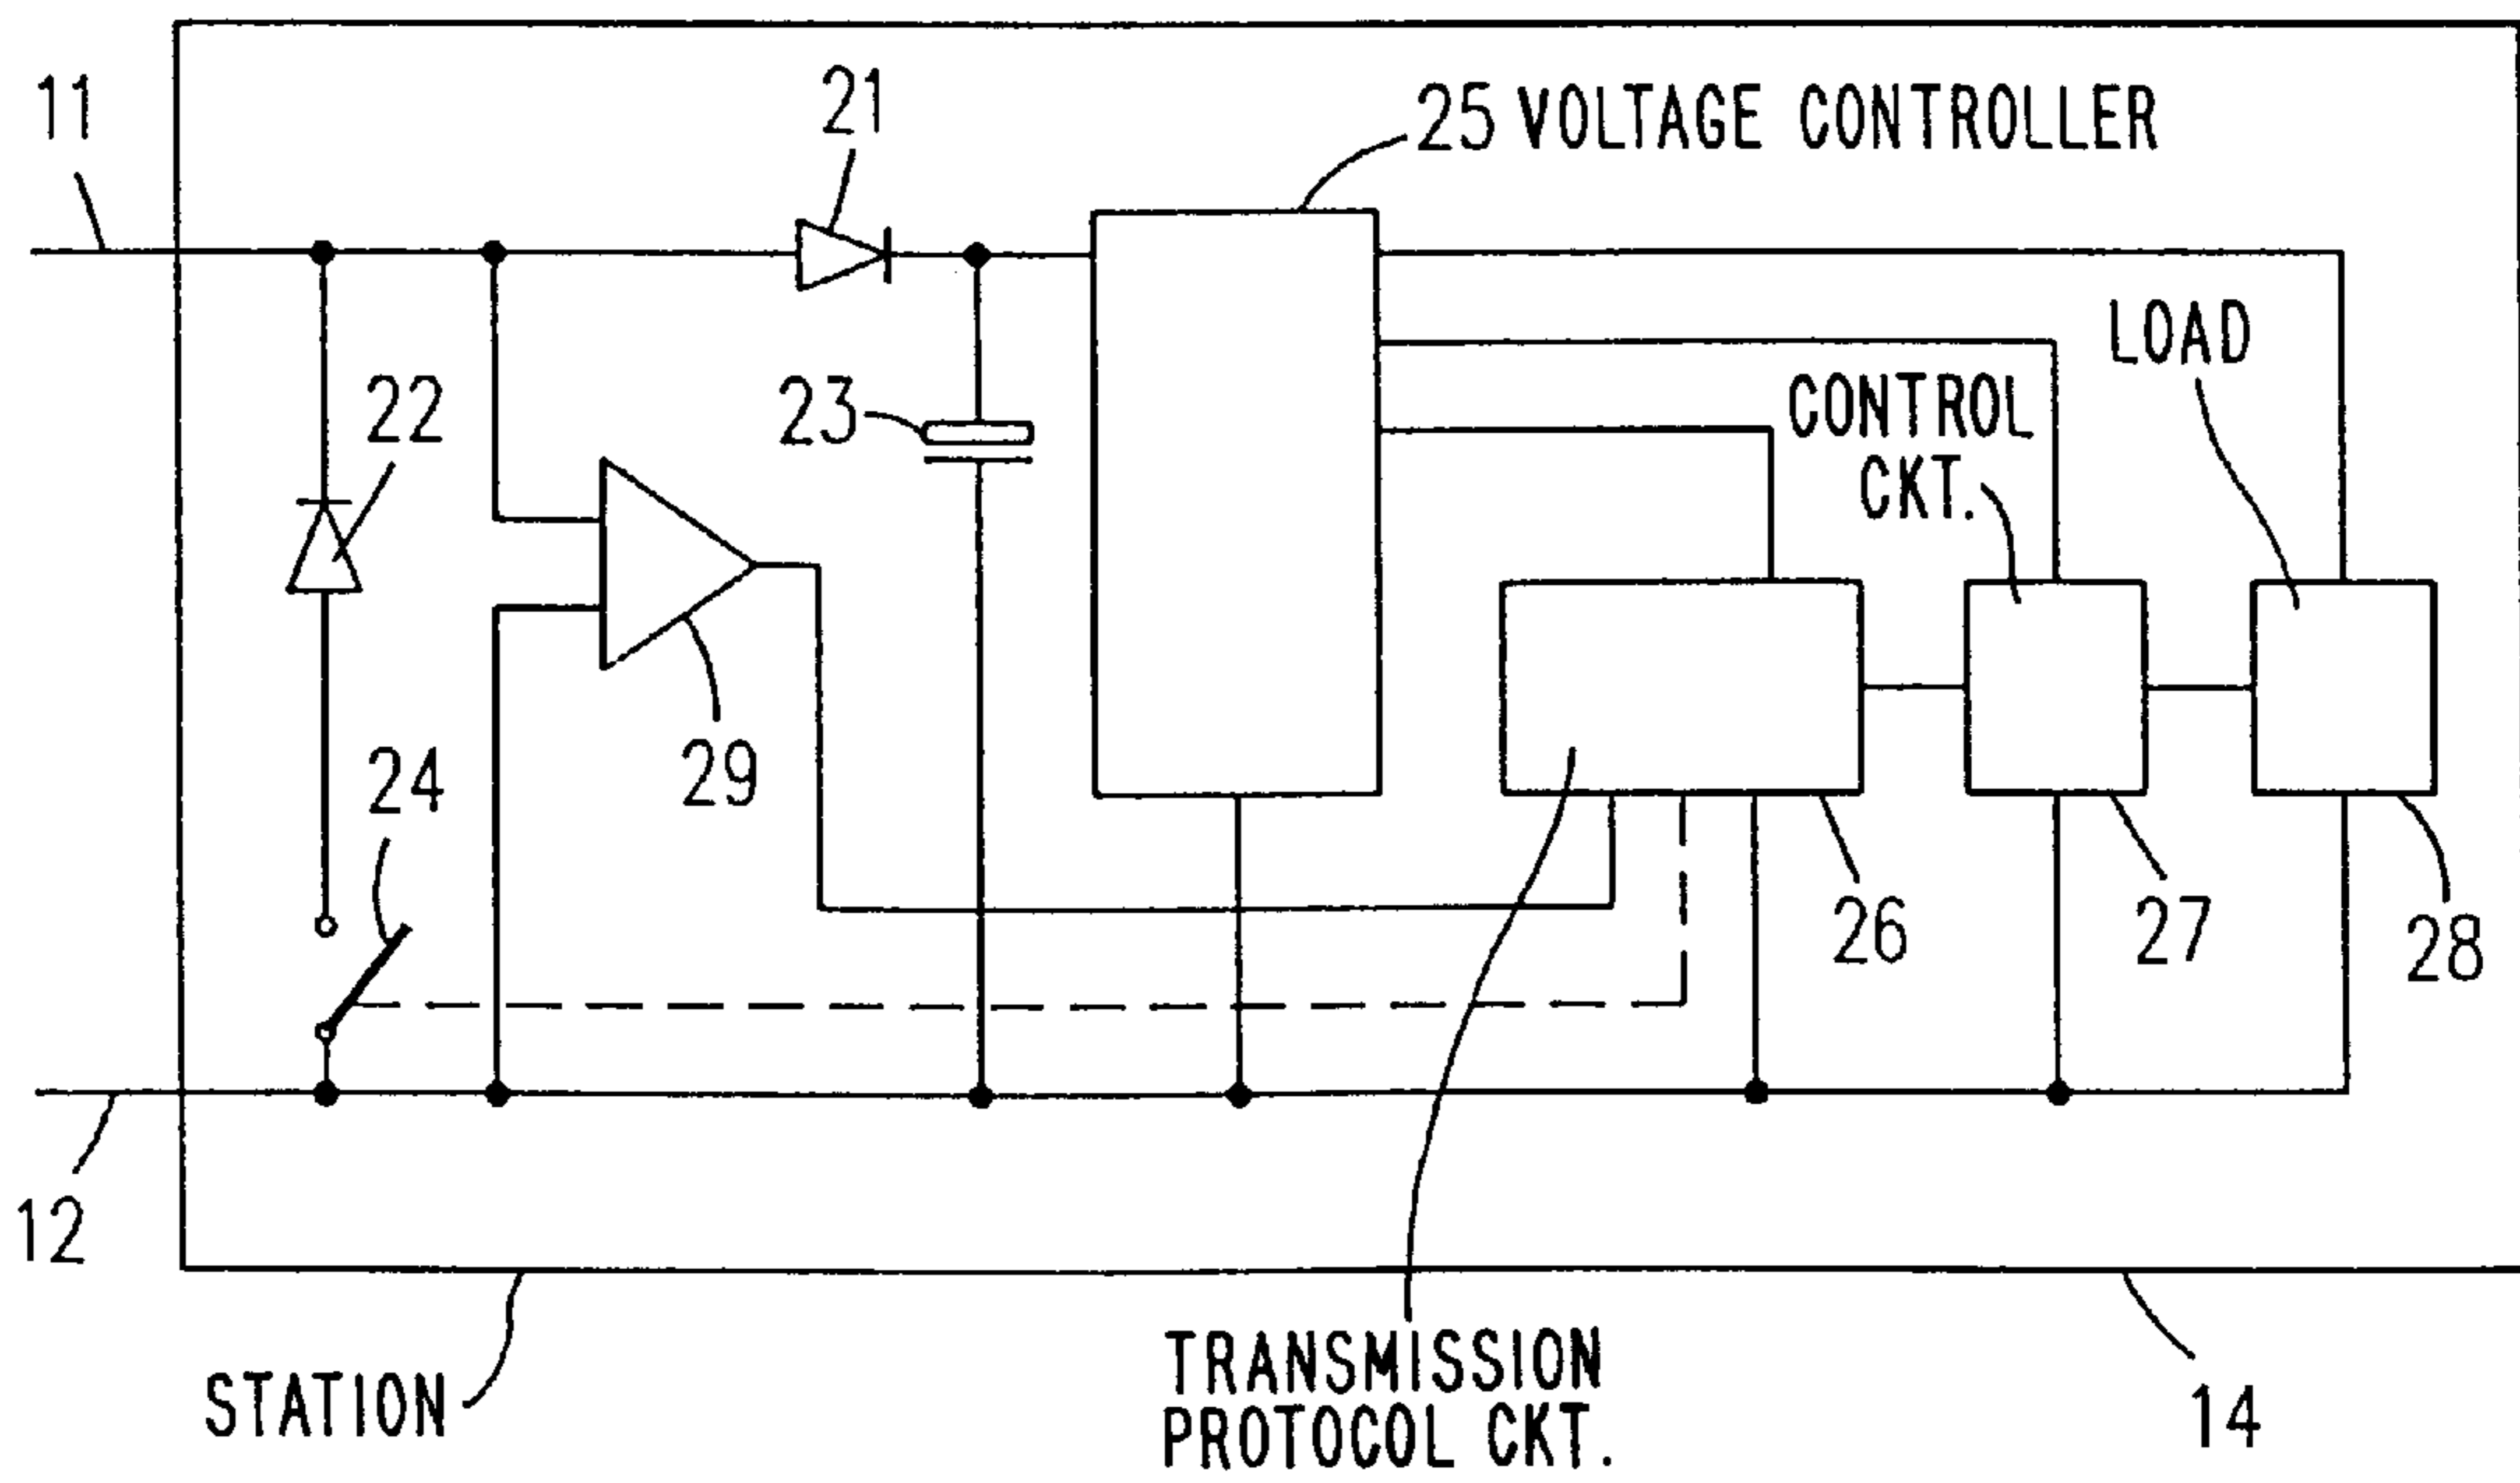 11
21
25 VOLTAGE CONTROLLER
LOAD
CONTROL
CKT.
22
23
29
24
26
27
28
12
STATION
TRANSMISSION
PROTOCOL CKT.
14